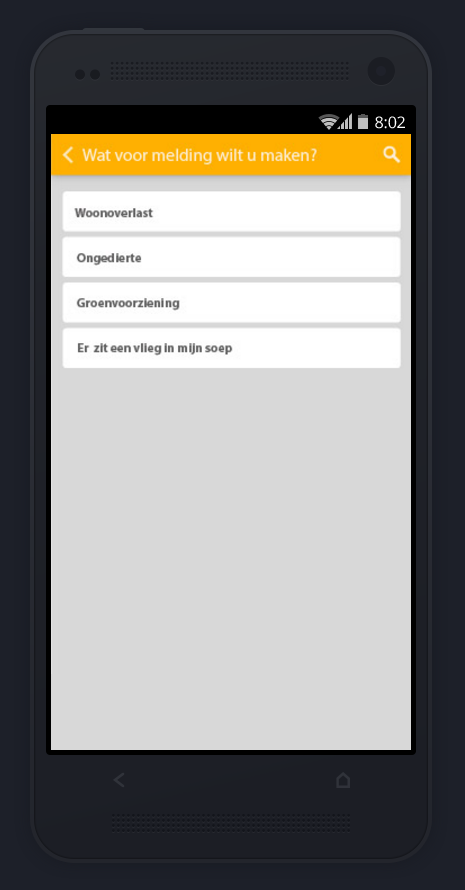 8:02
Wat voor melding wilt u maken?
Woonoverlast
Ongedierte
Groenvoorziening
Er zit een vlieg in mijn soep